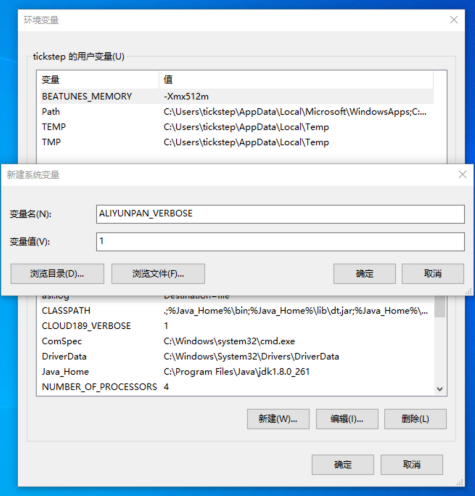 环境变量
tickstep 的用户变量(U)
变量 值
BEATUNES_MEMORY -Xmx512m
Path C:\Users\tickstep\AppData\Local\Microsoft\WindowsApps;C:...
TEMP C:\Users\tickstep\AppData\Local\Temp
TMP C:\Users\tickstep\AppData\Local\Temp
新建系统变量
变量名(N): ALIYUNPAN_VERBOSE
变量值(V): 1
浏览目录(D)... 浏览文件(F)... 确定 取消
asl.log Destination=file
CLASSPATH .;%Java_Home%\bin;%Java_Home%\lib\dt.jar;%Java_Home%\...
CLOUD189_VERBOSE 1
ComSpec C:\Windows\system32\cmd.exe
DriverData C:\Windows\System32\Drivers\DriverData
Java_Home C:\Program Files\Java\jdk1.8.0_261
NUMBER_OF_PROCESSORS 4
新建(W)... 编辑(I)... 删除(L)
确定 取消